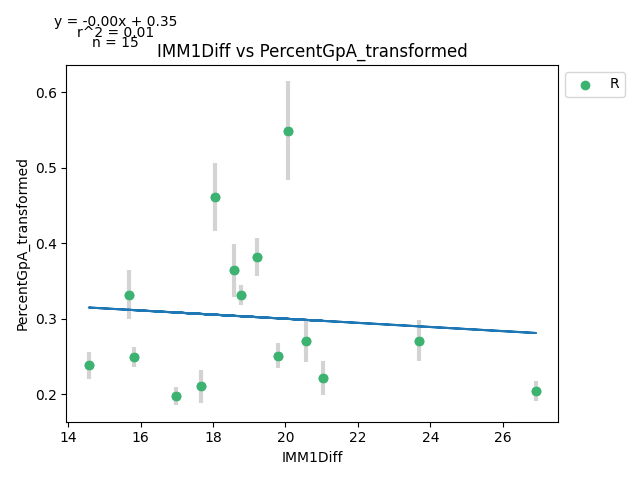 y = -0.00x + 0.35
r^2 = 0.01
n = 15
IMM1Diff vs PercentGpA_transformed
R
0.6
0.5
0.4
0.3
0.2
PercentGpA_transformed
14 16 18 20 22 24 26
IMM1Diff